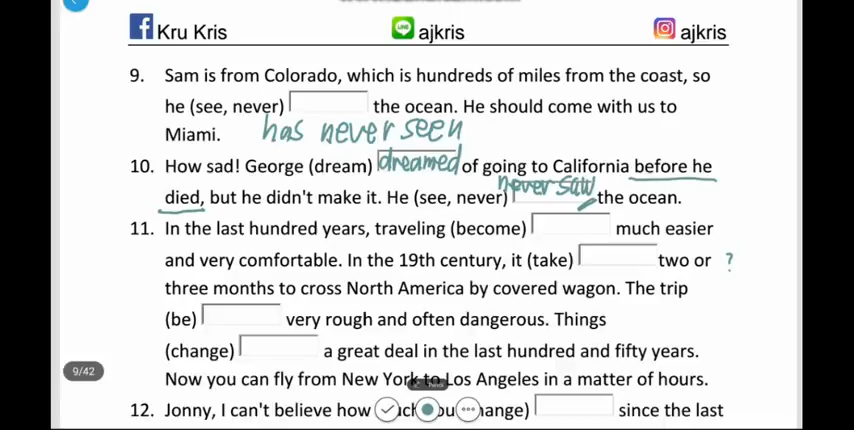 Kru Kris ajkris ajkris
9. Sam is from Colorado, which is hundreds of miles from the coast, so
he (see, never) the ocean. He should come with us to
has never seen
Miami.
10. How sad! George (dream) dreamed of going to California before he
never saw
died, but he didn't make it. He (see, never) the ocean.
11. In the last hundred years, traveling (become) much easier
and very comfortable. In the 19th century, it (take) two or ?
three months to cross North America by covered wagon. The trip
(be) very rough and often dangerous. Things
(change) a great deal in the last hundred and fifty years.
9/42
Now you can fly from New York to Los Angeles in a matter of hours.
12. Jonny, I can't believe how since the last